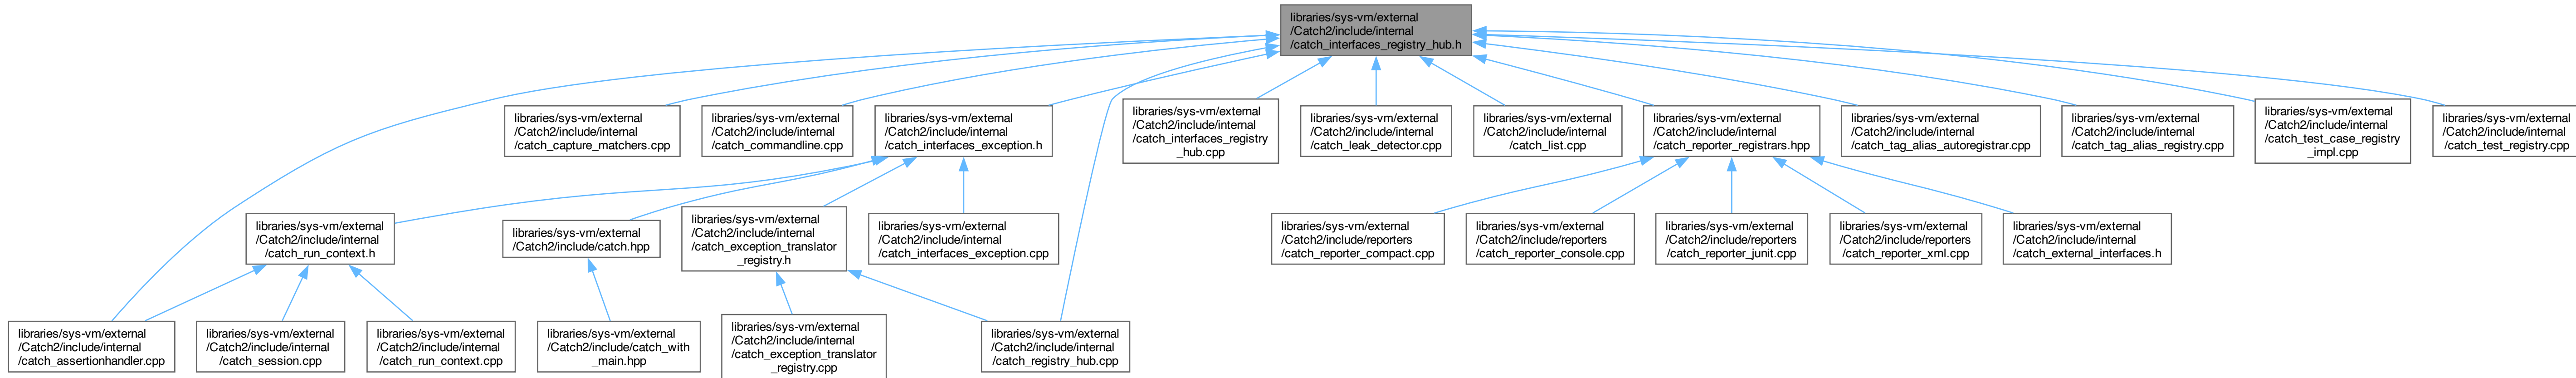 libraries/sys-vm/external
/Catch2/include/internal
/catch_interfaces_registry_hub.h
libraries/sys-vm/external
/Catch2/include/internal
/catch_capture_matchers.cpp
libraries/sys-vm/external
/Catch2/include/internal
/catch_commandline.cpp
libraries/sys-vm/external
/Catch2/include/internal
/catch_interfaces_exception.h
libraries/sys-vm/external
/Catch2/include/internal
/catch_interfaces_registry
_hub.cpp
libraries/sys-vm/external
/Catch2/include/internal
/catch_leak_detector.cpp
libraries/sys-vm/external
/Catch2/include/internal
/catch_list.cpp
libraries/sys-vm/external
/Catch2/include/internal
/catch_reporter_registrars.hpp
libraries/sys-vm/external
/Catch2/include/internal
/catch_tag_alias_autoregistrar.cpp
libraries/sys-vm/external
/Catch2/include/internal
/catch_tag_alias_registry.cpp
libraries/sys-vm/external
/Catch2/include/internal
/catch_test_case_registry
_impl.cpp
libraries/sys-vm/external
/Catch2/include/internal
/catch_test_registry.cpp
libraries/sys-vm/external
/Catch2/include/internal
/catch_run_context.h
libraries/sys-vm/external
/Catch2/include/catch.hpp
libraries/sys-vm/external
/Catch2/include/internal
/catch_exception_translator
_registry.h
libraries/sys-vm/external
/Catch2/include/internal
/catch_interfaces_exception.cpp
libraries/sys-vm/external
/Catch2/include/reporters
/catch_reporter_compact.cpp
libraries/sys-vm/external
/Catch2/include/reporters
/catch_reporter_console.cpp
libraries/sys-vm/external
/Catch2/include/reporters
/catch_reporter_junit.cpp
libraries/sys-vm/external
/Catch2/include/reporters
/catch_reporter_xml.cpp
libraries/sys-vm/external
/Catch2/include/internal
/catch_external_interfaces.h
libraries/sys-vm/external
/Catch2/include/internal
/catch_assertionhandler.cpp
libraries/sys-vm/external
/Catch2/include/internal
/catch_session.cpp
libraries/sys-vm/external
/Catch2/include/internal
/catch_run_context.cpp
libraries/sys-vm/external
/Catch2/include/catch_with
_main.hpp
libraries/sys-vm/external
/Catch2/include/internal
/catch_exception_translator
_registry.cpp
libraries/sys-vm/external
/Catch2/include/internal
/catch_registry_hub.cpp